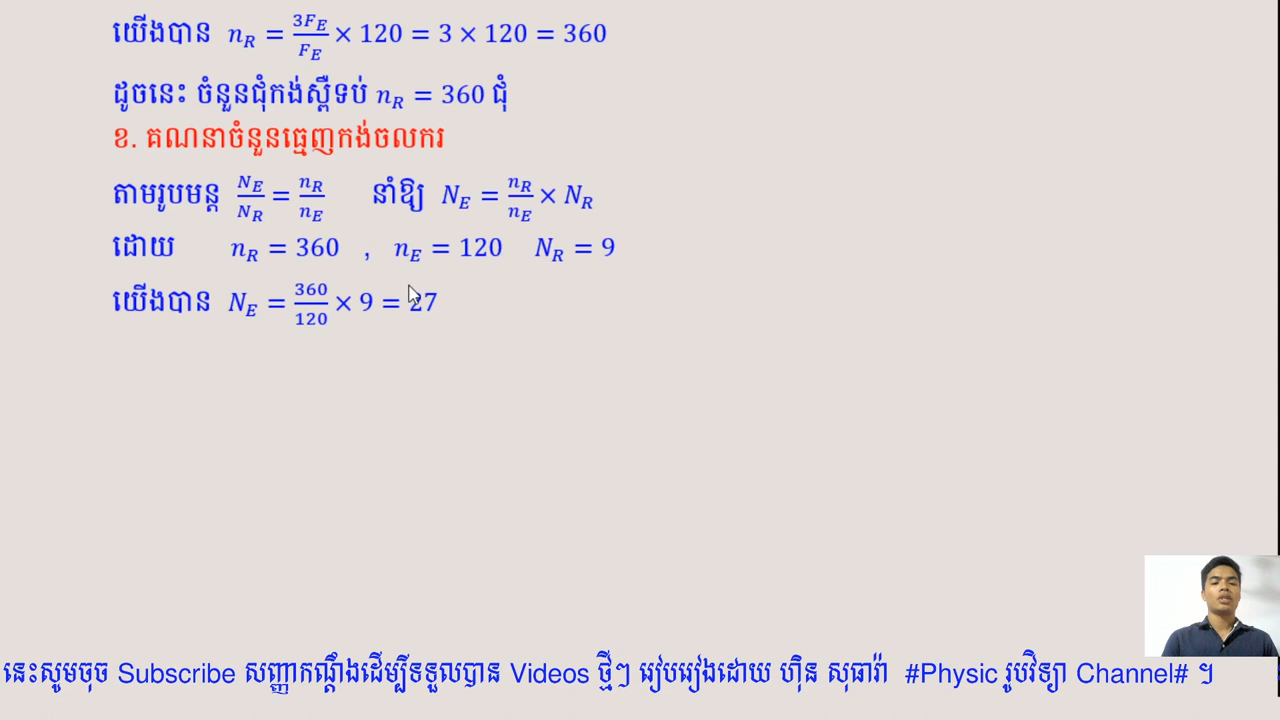 យើងបាន n_R = 3F_E/F_E × 120 = 3 × 120 = 360
ដូចនេះ ចំនួនជុំកង់ស្ពឺទប់ n_R = 360 ជុំ
ខ. គណនាចំនួនធ្មេញកង់ចលករ
តាមរូបមន្ត N_E/N_R = n_R/n_E នាំឱ្យ N_E = n_R/n_E × N_R
ដោយ n_R = 360 , n_E = 120 N_R = 9
យើងបាន N_E = 360/120 × 9 = 27
នេះសូមចុច Subscribe សញ្ញាកណ្ដឹងដើម្បីទទួលបាន Videos ថ្មីៗ រៀបរៀងដោយ ហ៊ិន សុធារ៉ា #Physic រូបវិទ្យា Channel# ។